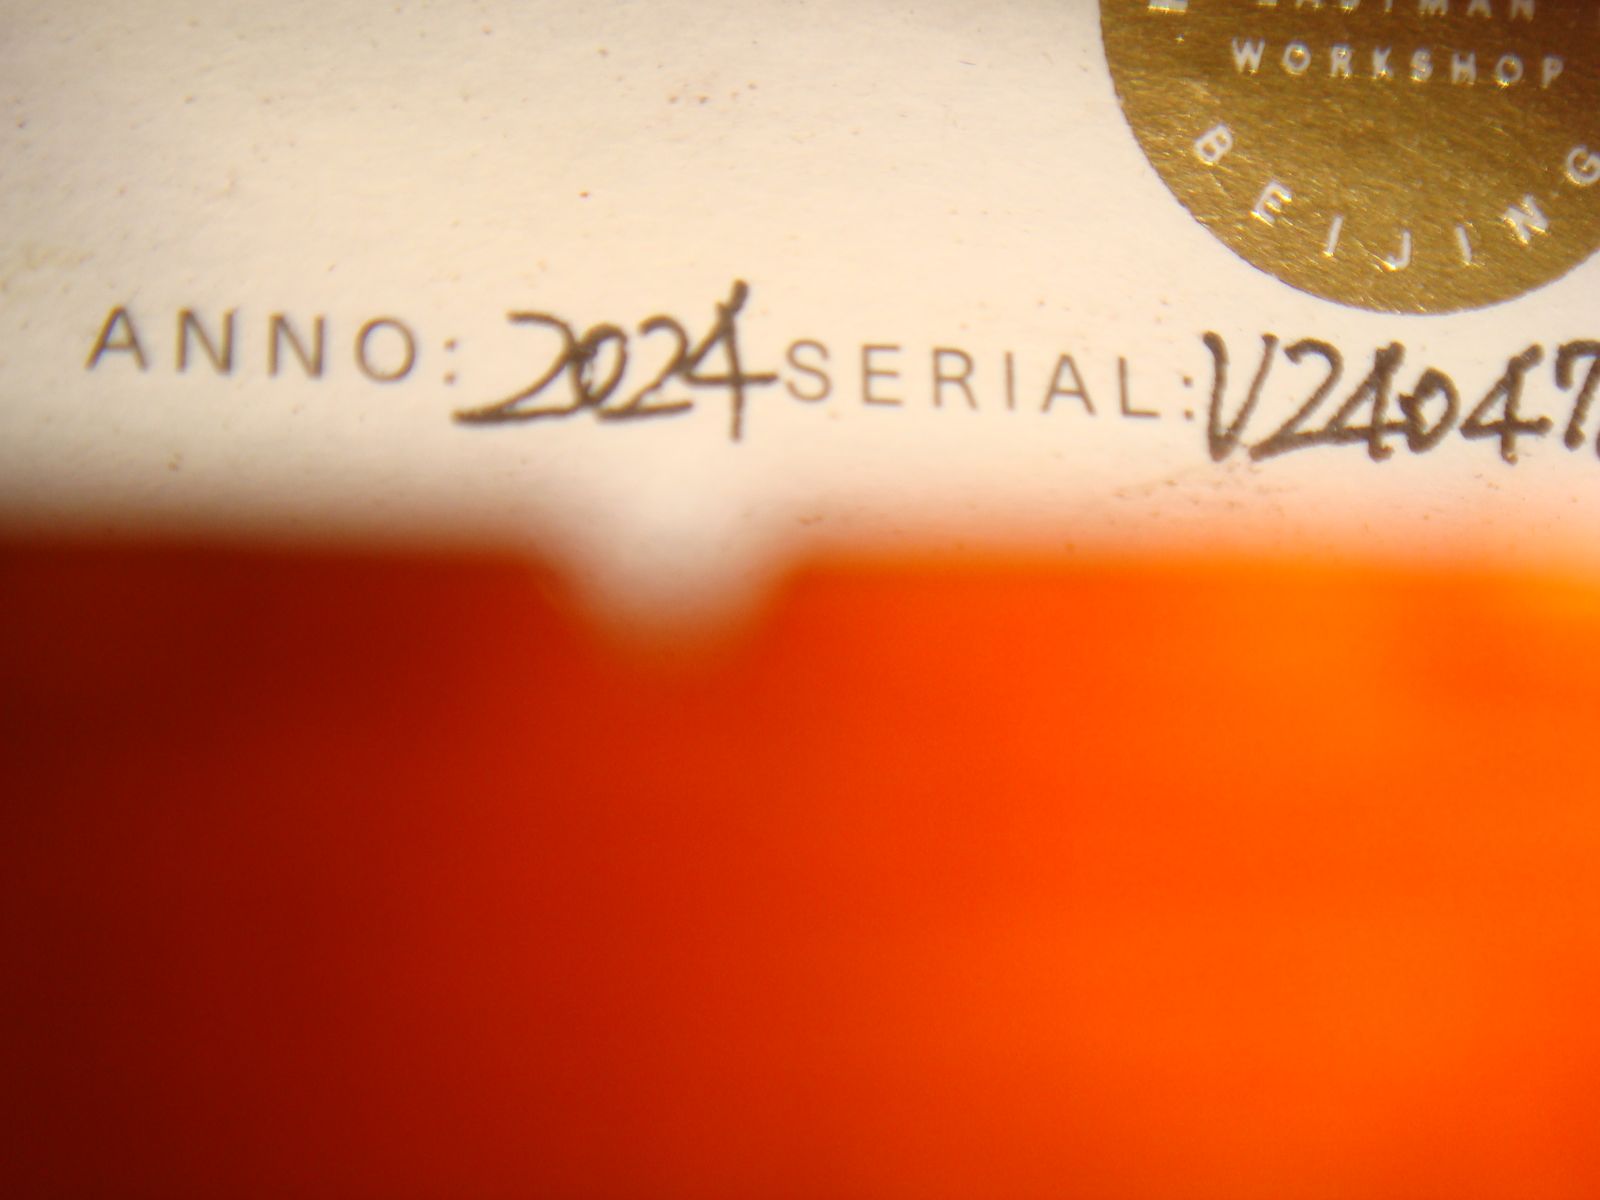 WORKSHOP
BEIJING
ANNO: 2024 SERIAL: V24047